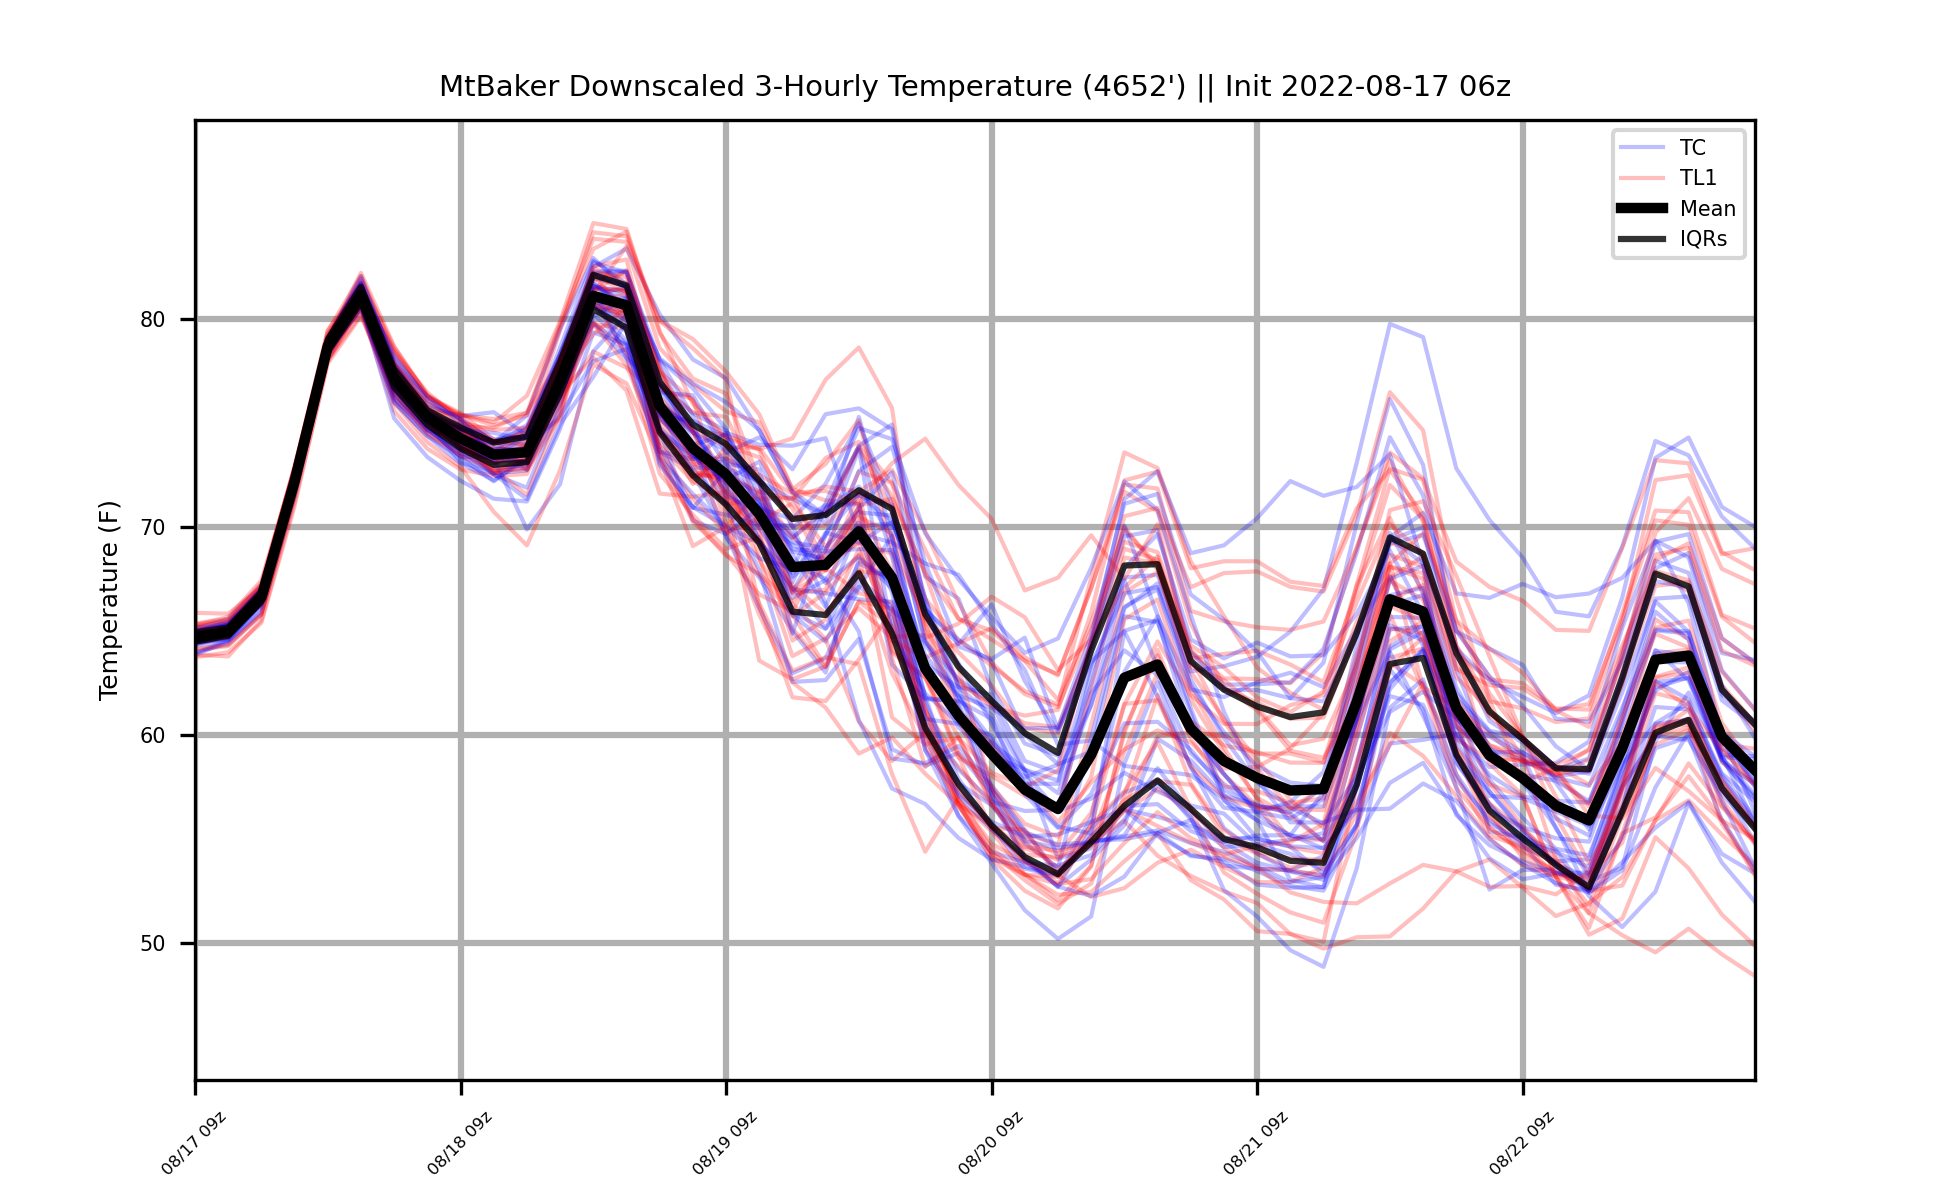 MtBaker Downscaled 3-Hourly Temperature (4652') || Init 2022-08-17 06z
TC
TL1
Mean
IQRs
Temperature (F)
80
70
60
50
08/17 09z
08/18 09z
08/19 09z
08/20 09z
08/21 09z
08/22 09z